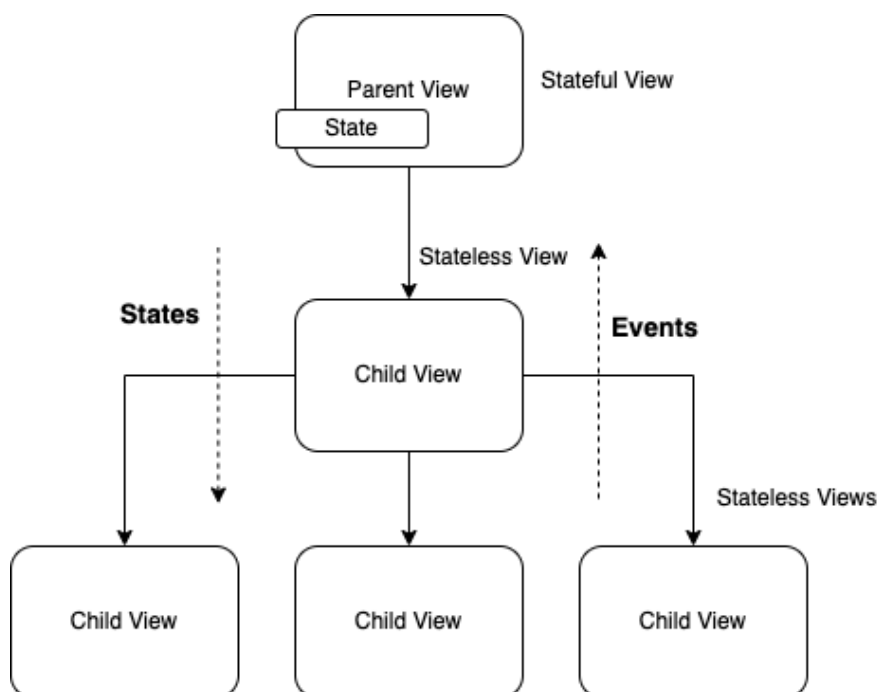 Parent View
Stateful View
State
Stateless View
States
Events
Child View
Stateless Views
Child View
Child View
Child View